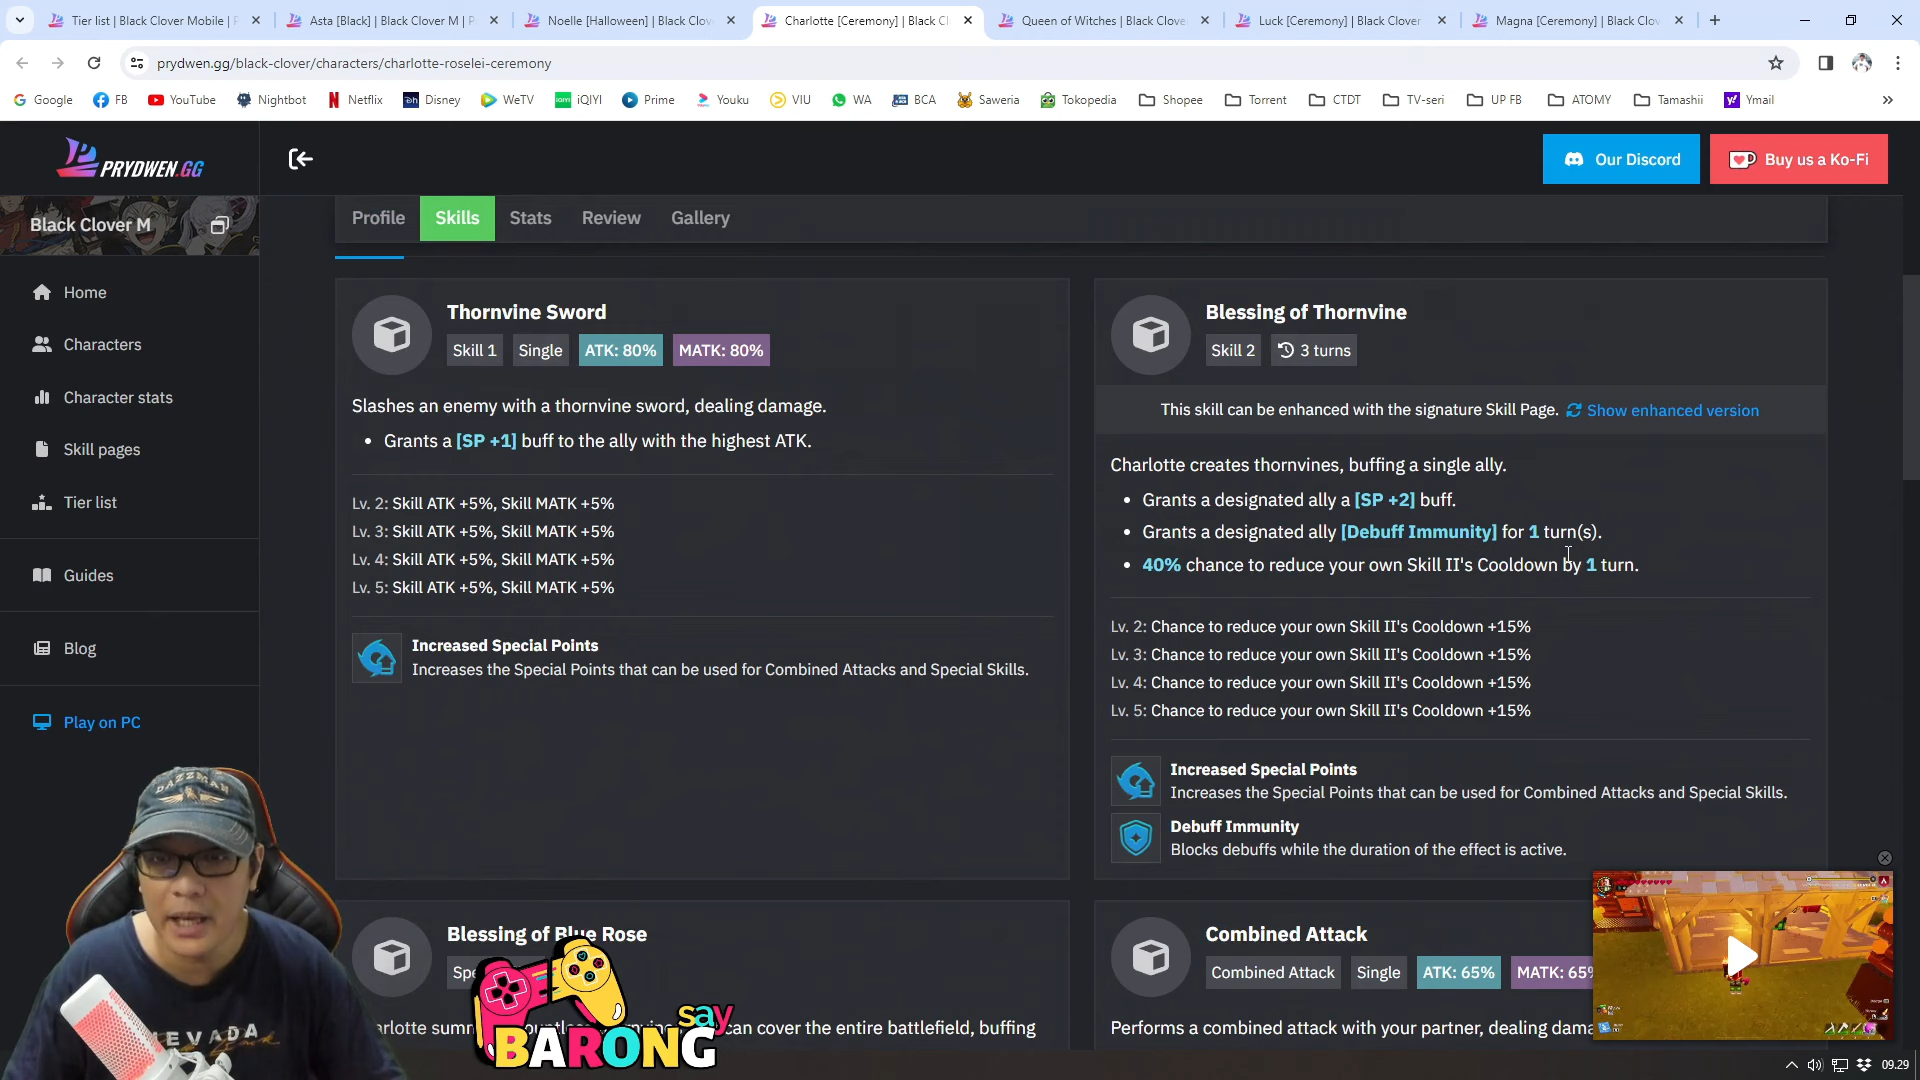 Tier list | Black Clover Mobile | P
Asta [Black] | Black Clover M | P
Noelle [Halloween] | Black Clov
Charlotte [Ceremony] | Black Cl
Queen of Witches | Black Clove
Luck [Ceremony] | Black Clover
Magna [Ceremony] | Black Clov
prydwen.gg/black-clover/characters/charlotte-roselei-ceremony
Google
FB
YouTube
Nightbot
Netflix
Disney
WeTV
iQIYI
Prime
Youku
VIU
WA
BCA
Saweria
Tokopedia
Shopee
Torrent
CTDT
TV-seri
UP FB
ATOMY
Tamashii
Ymail
PRYDWEN.GG
Our Discord
Buy us a Ko-Fi
Black Clover M
Home
Characters
Character stats
Skill pages
Tier list
Guides
Blog
Play on PC
Profile
Skills
Stats
Review
Gallery
Thornvine Sword
Skill 1
Single
ATK: 80%
MATK: 80%
Slashes an enemy with a thornvine sword, dealing damage.
• Grants a [SP +1] buff to the ally with the highest ATK.
Lv. 2: Skill ATK +5%, Skill MATK +5%
Lv. 3: Skill ATK +5%, Skill MATK +5%
Lv. 4: Skill ATK +5%, Skill MATK +5%
Lv. 5: Skill ATK +5%, Skill MATK +5%
Increased Special Points
Increases the Special Points that can be used for Combined Attacks and Special Skills.
Blessing of Thornvine
Skill 2
3 turns
This skill can be enhanced with the signature Skill Page. Show enhanced version
Charlotte creates thornvines, buffing a single ally.
• Grants a designated ally a [SP +2] buff.
• Grants a designated ally [Debuff Immunity] for 1 turn(s).
• 40% chance to reduce your own Skill II's Cooldown by 1 turn.
Lv. 2: Chance to reduce your own Skill II's Cooldown +15%
Lv. 3: Chance to reduce your own Skill II's Cooldown +15%
Lv. 4: Chance to reduce your own Skill II's Cooldown +15%
Lv. 5: Chance to reduce your own Skill II's Cooldown +15%
Increased Special Points
Increases the Special Points that can be used for Combined Attacks and Special Skills.
Debuff Immunity
Blocks debuffs while the duration of the effect is active.
Blessing of Blue Rose
Spe
can cover the entire battlefield, buffing
Combined Attack
Combined Attack
Single
ATK: 65%
MATK: 65%
Performs a combined attack with your partner, dealing dama
DAZZMAN
NEVADA
say
BARONG
09.29